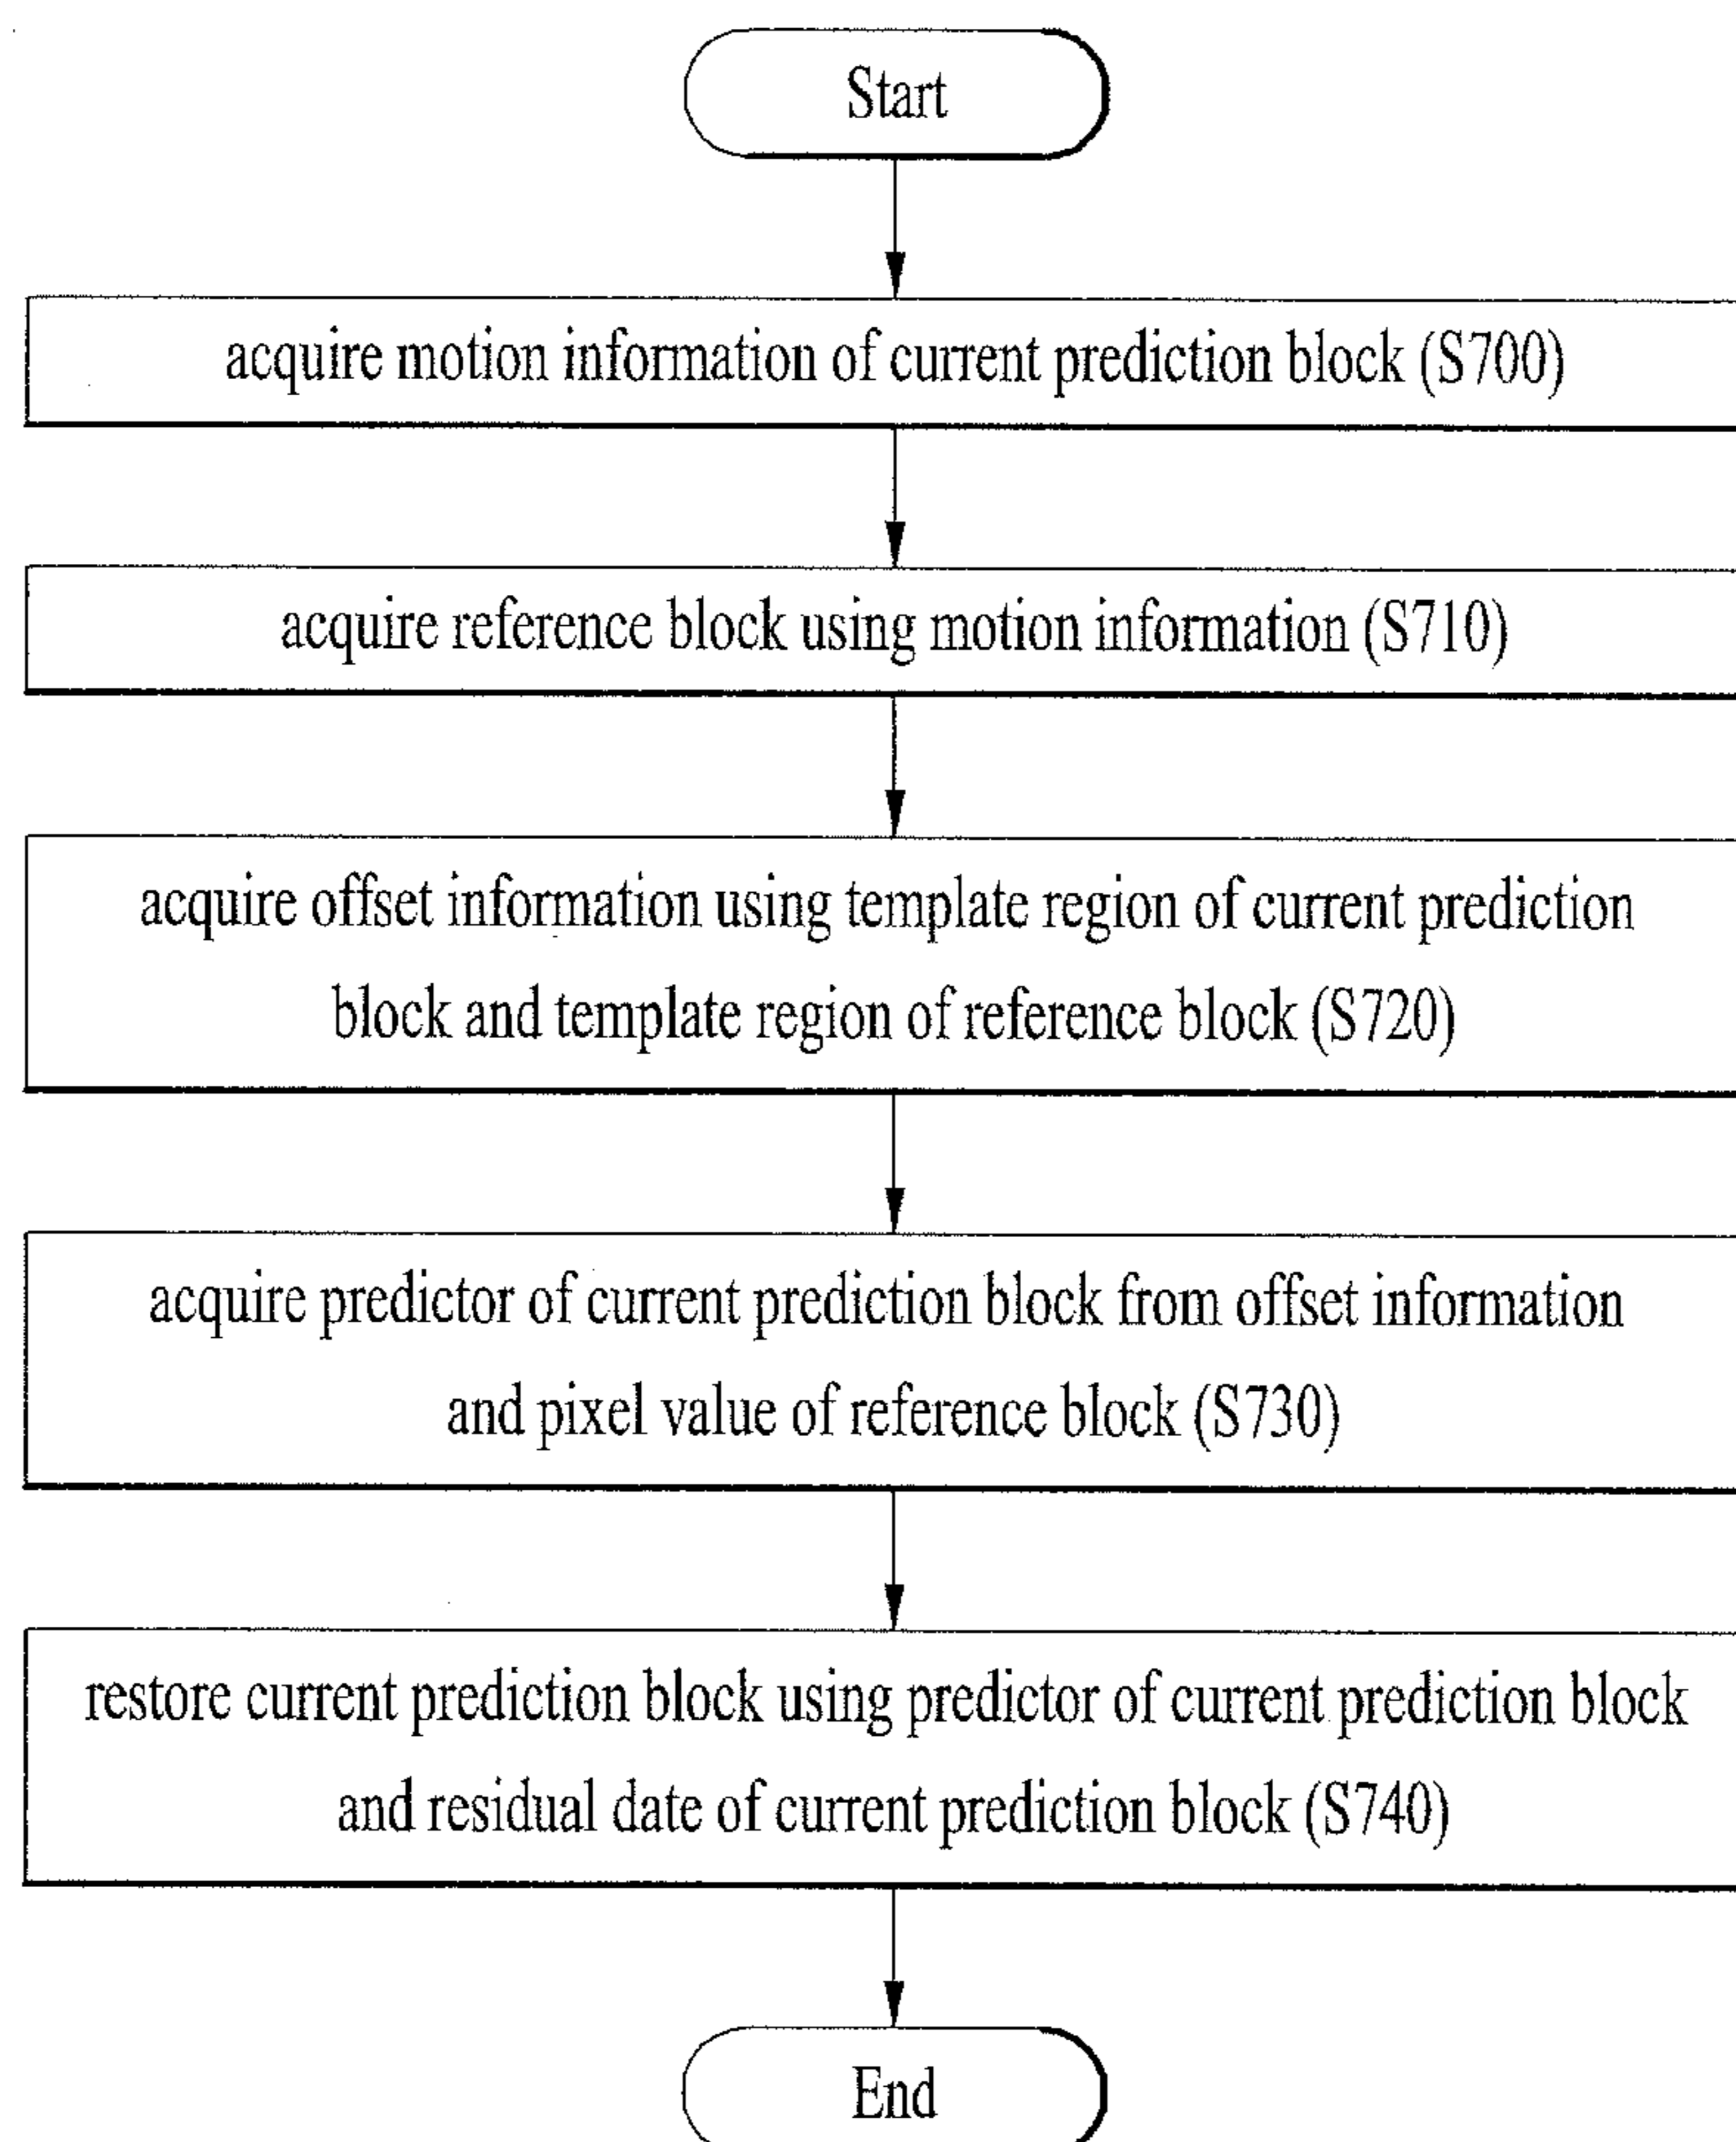 Start
acquire motion information of current prediction block (S700)
acquire reference block using motion information (S710)
acquire offset information using template region of current prediction
block and template region of reference block (S720)
acquire predictor of current prediction block from offset information
and pixel value of reference block (S730)
restore current prediction block using predictor of current prediction block
and residual date of current prediction block (S740)
End